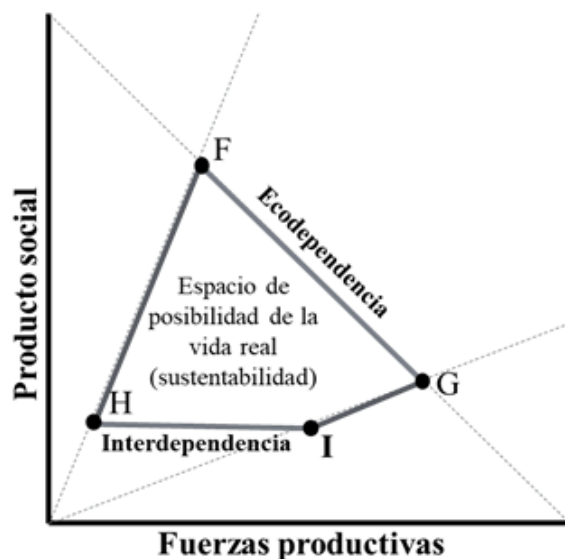 F
Ecodependencia
Producto social
Espacio de
posibilidad de la
vida real
(sustentabilidad)
G
H
Interdependencia
I
Fuerzas productivas